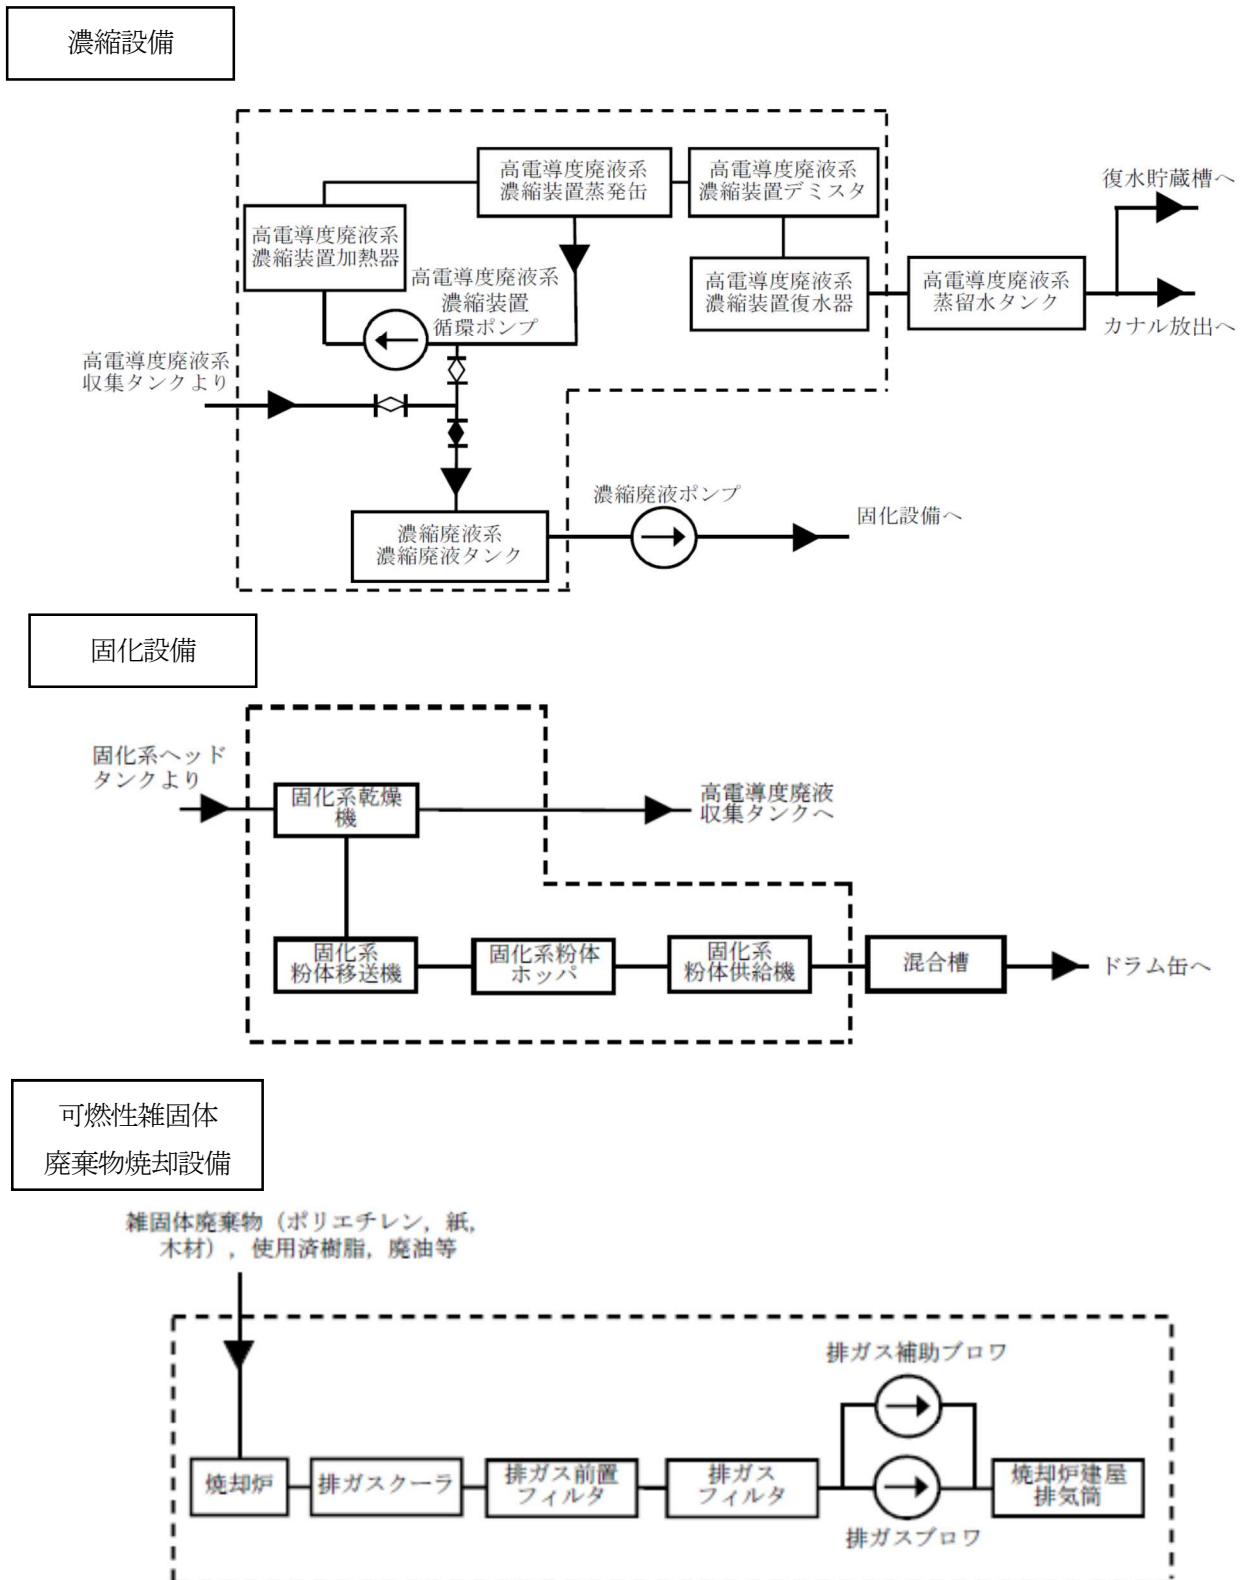 濃縮設備
高電導度廃液系
濃縮装置蒸発缶
高電導度廃液系
濃縮装置デミスタ
復水貯蔵槽へ
高電導度廃液系
濃縮装置加熱器
高電導度廃液系
濃縮装置
循環ポンプ
高電導度廃液系
濃縮装置復水器
高電導度廃液系
蒸留水タンク
カナル放出へ
高電導度廃液系
収集タンクより
濃縮廃液ポンプ
固化設備へ
濃縮廃液系
濃縮廃液タンク
固化設備
固化系ヘッド
タンクより
固化系乾燥
機
高電導度廃液
収集タンクへ
固化系
粉体移送機
固化系粉体
ホッパ
固化系
粉体供給機
混合槽
ドラム缶へ
可燃性雑固体
廃棄物焼却設備
雑固体廃棄物（ポリエチレン，紙，
木材），使用済樹脂，廃油等
排ガス補助ブロワ
焼却炉
排ガスクーラ
排ガス前置
フィルタ
排ガス
フィルタ
焼却炉建屋
排気筒
排ガスブロワ